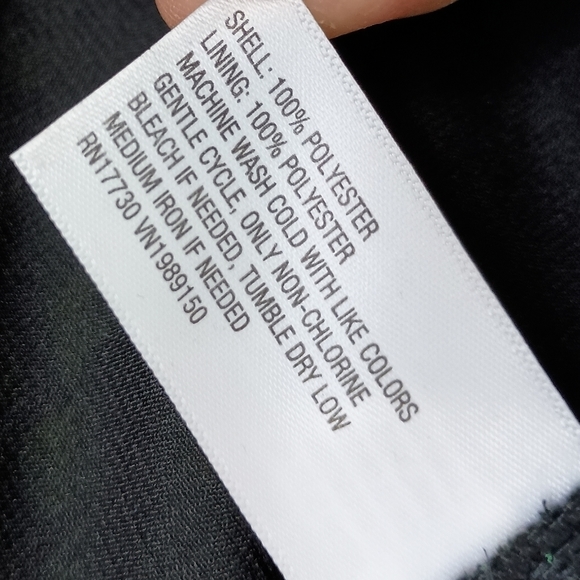 SHELL: 100% POLYESTER
LINING: 100% POLYESTER
MACHINE WASH COLD WITH LIKE COLORS
GENTLE CYCLE, ONLY NON-CHLORINE
BLEACH IF NEEDED, TUMBLE DRY LOW
MEDIUM IRON IF NEEDED
RN17730 VN1989150